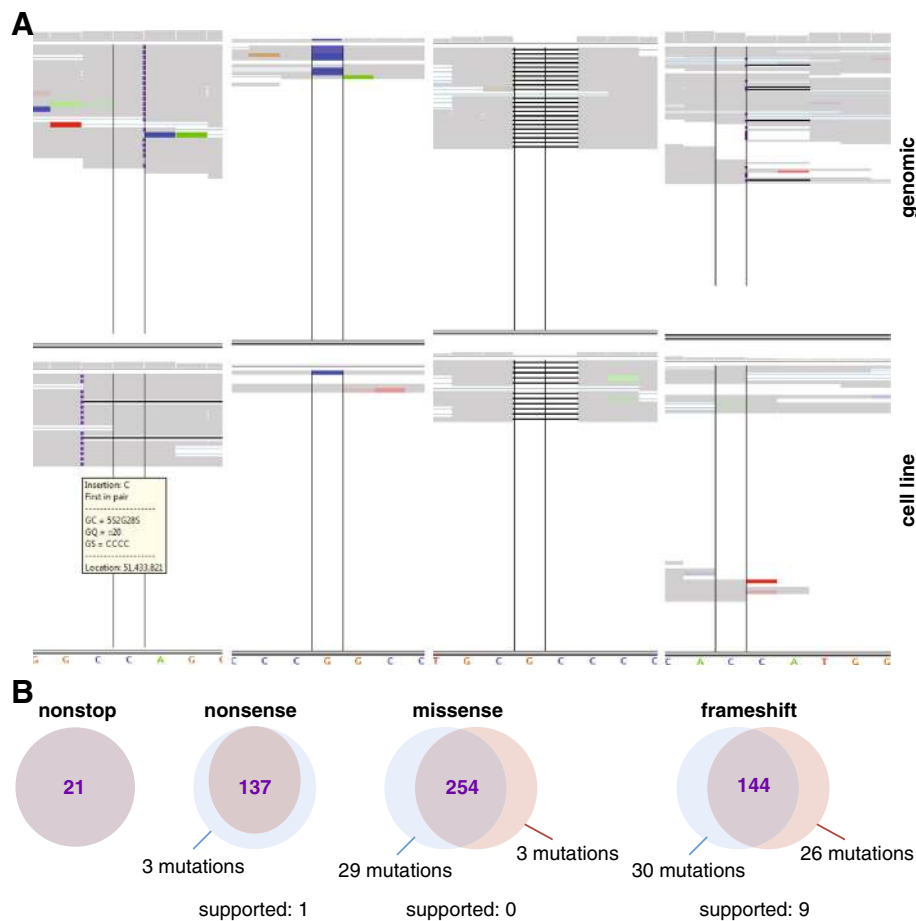 A
genomic
Insertion: C
First in pair
----------------------
GC = 5S2G28S
GS = CCCC
----------------------
Location: 51,433,821
cell line
G G C C A G C
C C C G G C C
T G C G C C C C
C A C C A T G G
B
nonstop nonsense missense frameshift
21 137 254 144
3 mutations 29 mutations 3 mutations 30 mutations 26 mutations
supported: 1 supported: 0 supported: 9